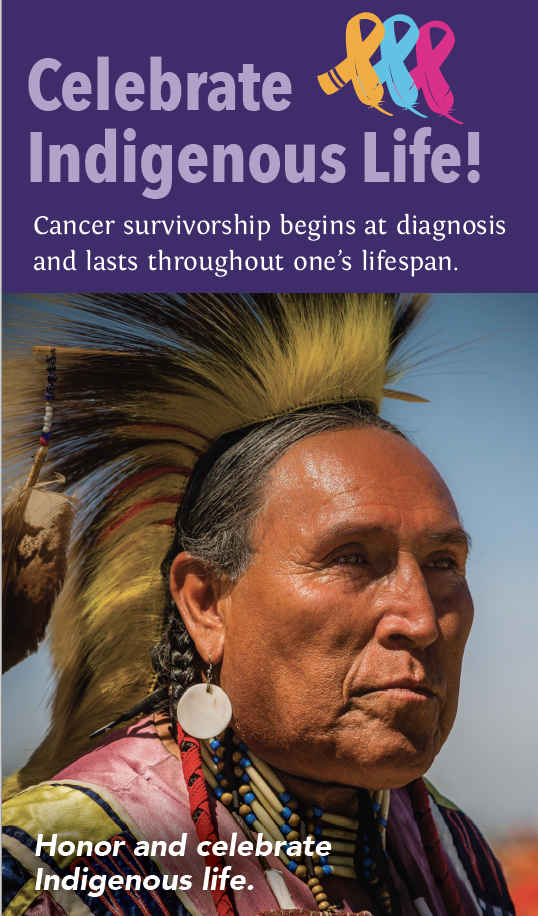 Celebrate
Indigenous Life!
Cancer survivorship begins at diagnosis
and lasts throughout one’s lifespan.
Honor and celebrate
Indigenous life.